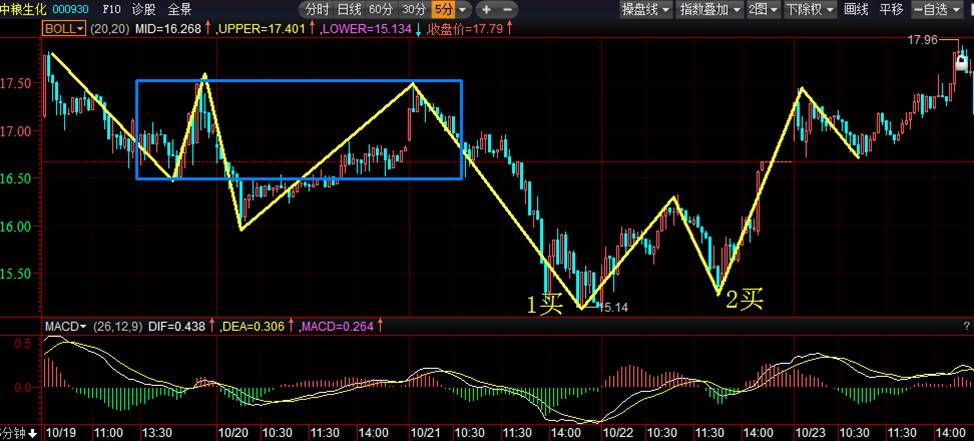 中粮生化 000930 F10 诊股 全景 分时 日线 60分 30分 5分 操盘线 指数叠加 2图 下除权 画线 平移 自选
BOLL (20,20) MID=16.268↑ ,UPPER=17.401↑ ,LOWER=15.134↓ ,收盘价=17.79↑
17.96
17.50
17.00
16.50
16.00
15.50
1买
15.14
2买
MACD (26,12,9) DIF=0.438↑ ,DEA=0.306↑ ,MACD=0.264↑ ?
0.5
0.0
5分钟 10/19 11:00 13:30 10/20 10:30 11:30 14:00 10/21 10:30 11:30 14:00 10/22 10:30 11:30 14:00 10/23 10:30 11:30 14:00